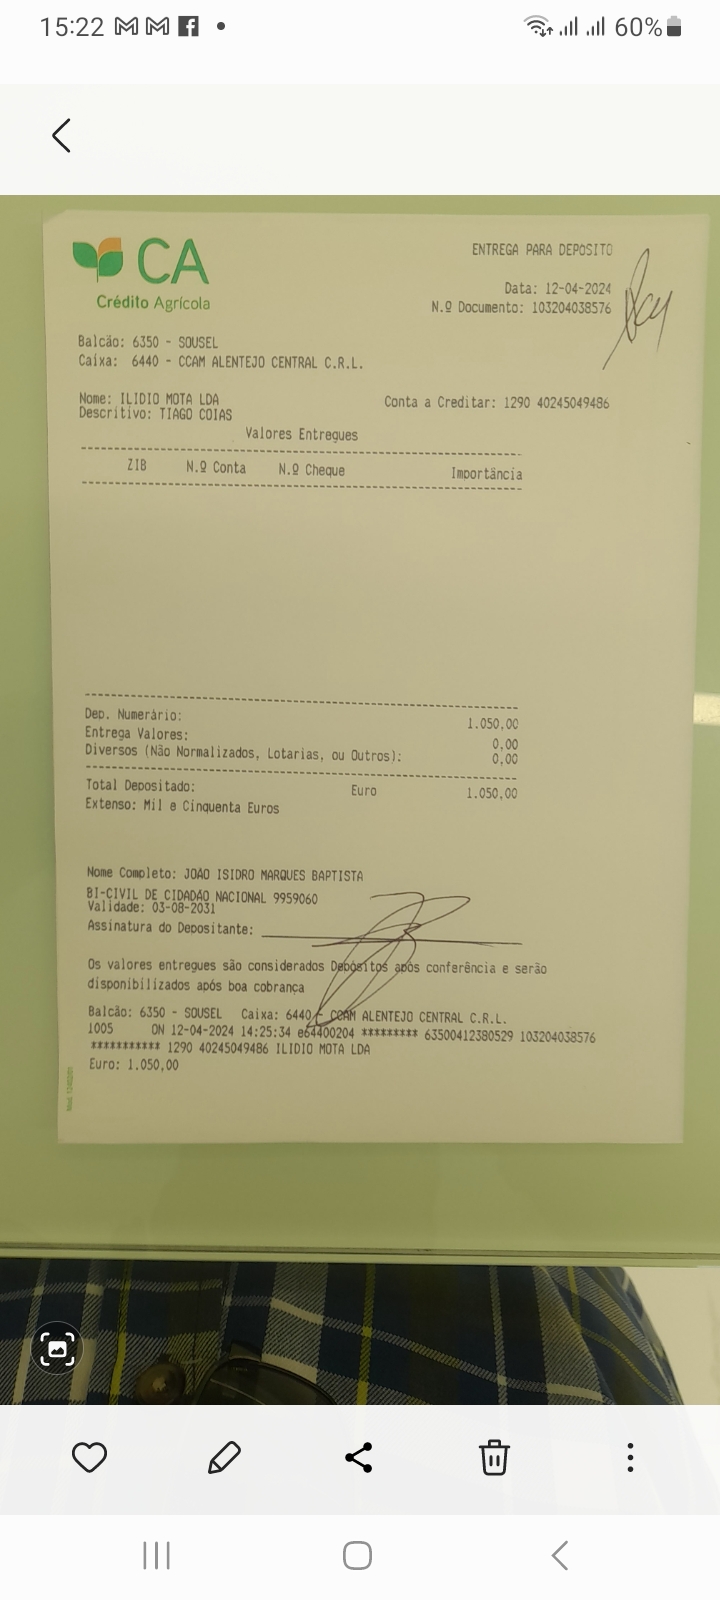 15:22
60%
CA
Crédito Agrícola
ENTREGA PARA DEPOSITO
Data: 12-04-2024
N.º Documento: 103204038576
Balcão: 6350 - SOUSEL
Caixa: 6440 - CCAM ALENTEJO CENTRAL C.R.L.
Nome: ILIDIO MOTA LDA
Conta a Creditar: 1290 40245049486
Descritivo: TIAGO COIAS
Valores Entregues
ZIB N.º Conta N.º Cheque Importância
Dep. Numerário: 1.050,00
Entrega Valores: 0,00
Diversos (Não Normalizados, Lotarias, ou Outros): 0,00
Total Depositado: Euro 1.050,00
Extenso: Mil e Cinquenta Euros
Nome Completo: JOÃO ISIDRO MARQUES BAPTISTA
BI-CIVIL DE CIDADÃO NACIONAL 9959060
Validade: 03-08-2031
Assinatura do Depositante:
Os valores entregues são considerados Depósitos após conferência e serão
disponibilizados após boa cobrança
Balcão: 6350 - SOUSEL Caixa: 6440 - CCAM ALENTEJO CENTRAL C.R.L.
1005 ON 12-04-2024 14:25:34 e64400204 ********* 63500412380529 103204038576
*********** 1290 40245049486 ILIDIO MOTA LDA
Euro: 1.050,00